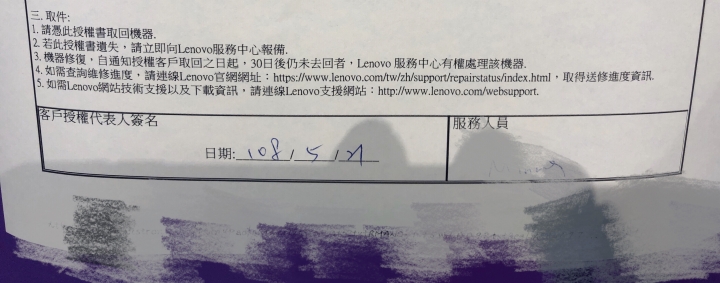 三. 取件:
1. 請憑此授權書取回機器.
2. 若此授權書遺失，請立即向Lenovo服務中心報備.
3. 機器修復，自通知授權客戶取回之日起，30日後仍未去回者，Lenovo 服務中心有權處理該機器.
4. 如需查詢維修進度，請連線Lenovo官網網址：https://www.lenovo.com/tw/zh/support/repairstatus/index.html，取得送修進度資訊.
5. 如需Lenovo網站技術支援以及下載資訊，請連線Lenovo支援網站：http://www.lenovo.com/websupport.
客戶授權代表人簽名
服務人員
日期: 108 / 5 / 21